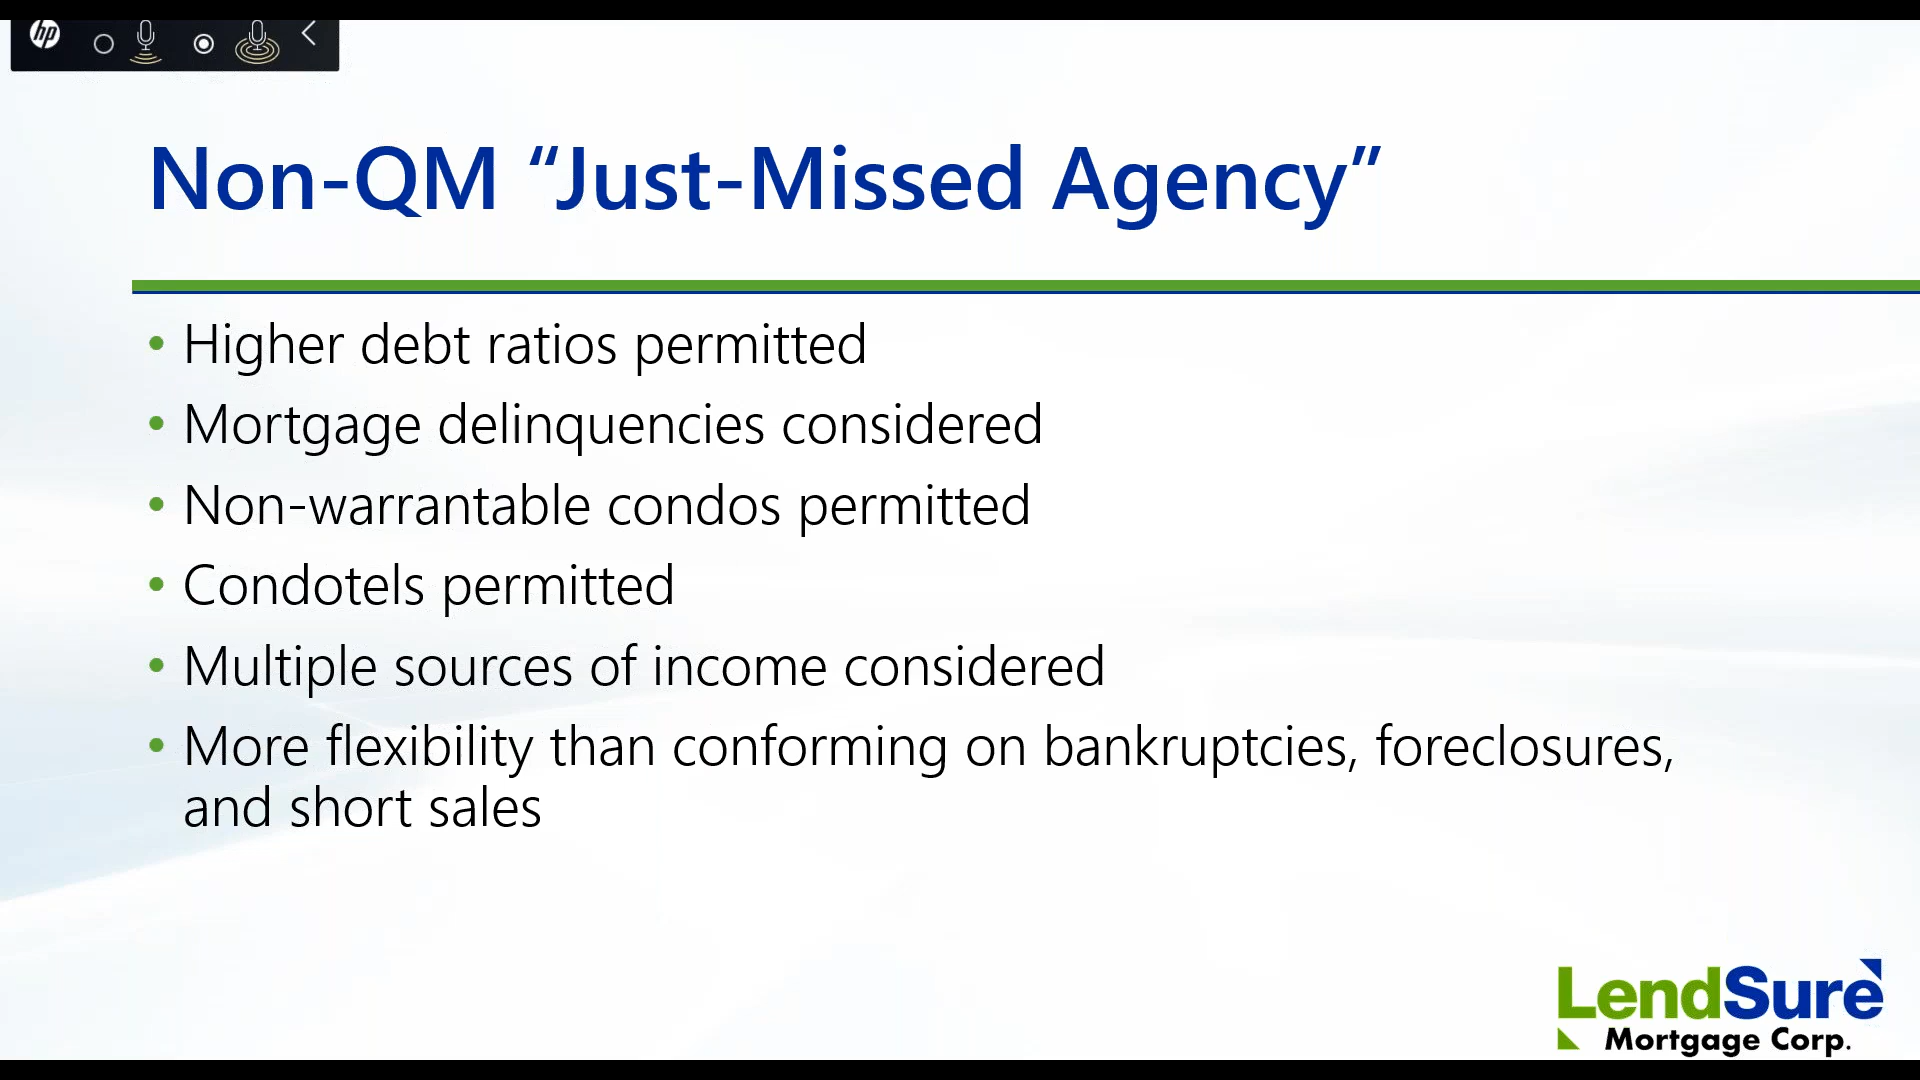 hp
Non-QM “Just-Missed Agency”
• Higher debt ratios permitted
• Mortgage delinquencies considered
• Non-warrantable condos permitted
• Condotels permitted
• Multiple sources of income considered
• More flexibility than conforming on bankruptcies, foreclosures,
and short sales
LendSure
Mortgage Corp.